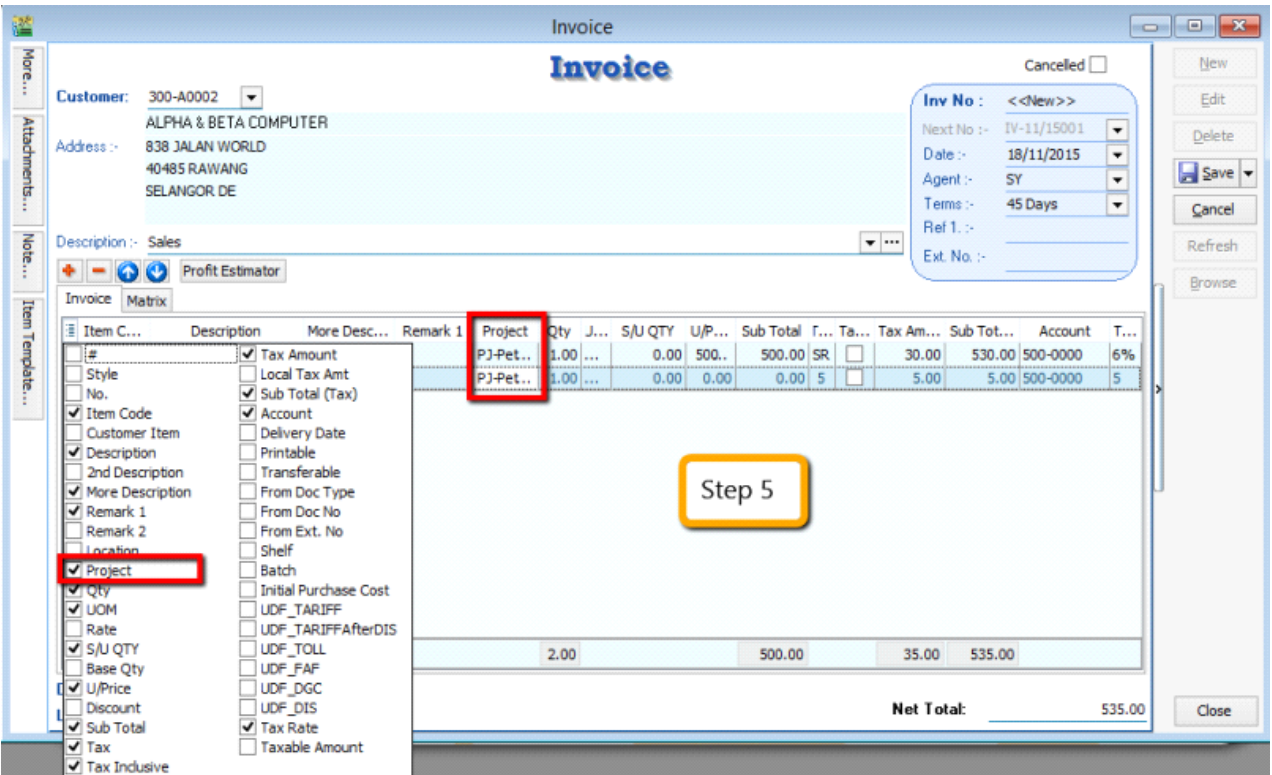 Invoice
More...
Attachments...
Note...
Item Template...
Invoice
Cancelled
Customer: 300-A0002
ALPHA & BETA COMPUTER
Address :- 838 JALAN WORLD
40485 RAWANG
SELANGOR DE
Inv No : <<New>>
Next No :- IV-11/15001
Date :- 18/11/2015
Agent :- SY
Terms :- 45 Days
Ref 1. :-
Ext. No. :-
Description :- Sales
Profit Estimator
Invoice Matrix
Item C... Description More Desc... Remark 1 Project Qty J... S/U QTY U/P... Sub Total T... Ta... Tax Am... Sub Tot... Account T...
PJ-Pet.. 1.00 ... 0.00 500.. 500.00 SR 30.00 530.00 500-0000 6%
PJ-Pet.. 1.00 ... 0.00 0.00 0.00 5 5.00 5.00 500-0000 5
2.00 500.00 35.00 535.00
#
Style
No.
Item Code
Customer Item
Description
2nd Description
More Description
Remark 1
Remark 2
Location
Project
Qty
UOM
Rate
S/U QTY
Base Qty
U/Price
Discount
Sub Total
Tax
Tax Inclusive
Tax Amount
Local Tax Amt
Sub Total (Tax)
Account
Delivery Date
Printable
Transferable
From Doc Type
From Doc No
From Ext. No
Shelf
Batch
Initial Purchase Cost
UDF_TARIFF
UDF_TARIFFAfterDIS
UDF_TOLL
UDF_FAF
UDF_DGC
UDF_DIS
Tax Rate
Taxable Amount
Step 5
Net Total: 535.00
New
Edit
Delete
Save
Cancel
Refresh
Browse
Close